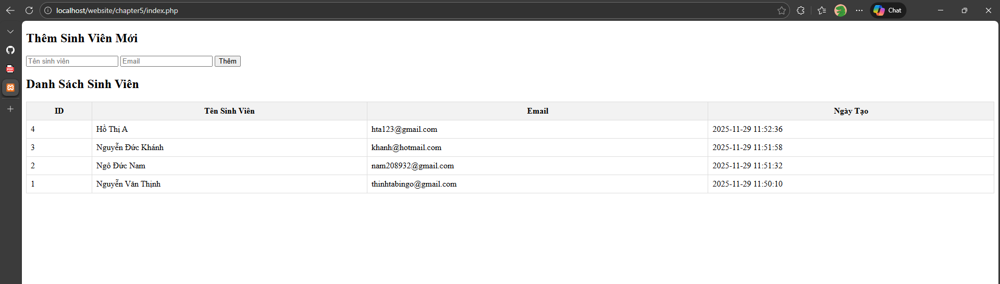 localhost/website/chapter5/index.php
Chat
PDF
Thêm Sinh Viên Mới
Tên sinh viên Email Thêm
Danh Sách Sinh Viên
ID Tên Sinh Viên Email Ngày Tạo
4 Hồ Thị A hta123@gmail.com 2025-11-29 11:52:36
3 Nguyễn Đức Khánh khanh@hotmail.com 2025-11-29 11:51:58
2 Ngô Đức Nam nam208932@gmail.com 2025-11-29 11:51:32
1 Nguyễn Văn Thịnh thinhtabingo@gmail.com 2025-11-29 11:50:10